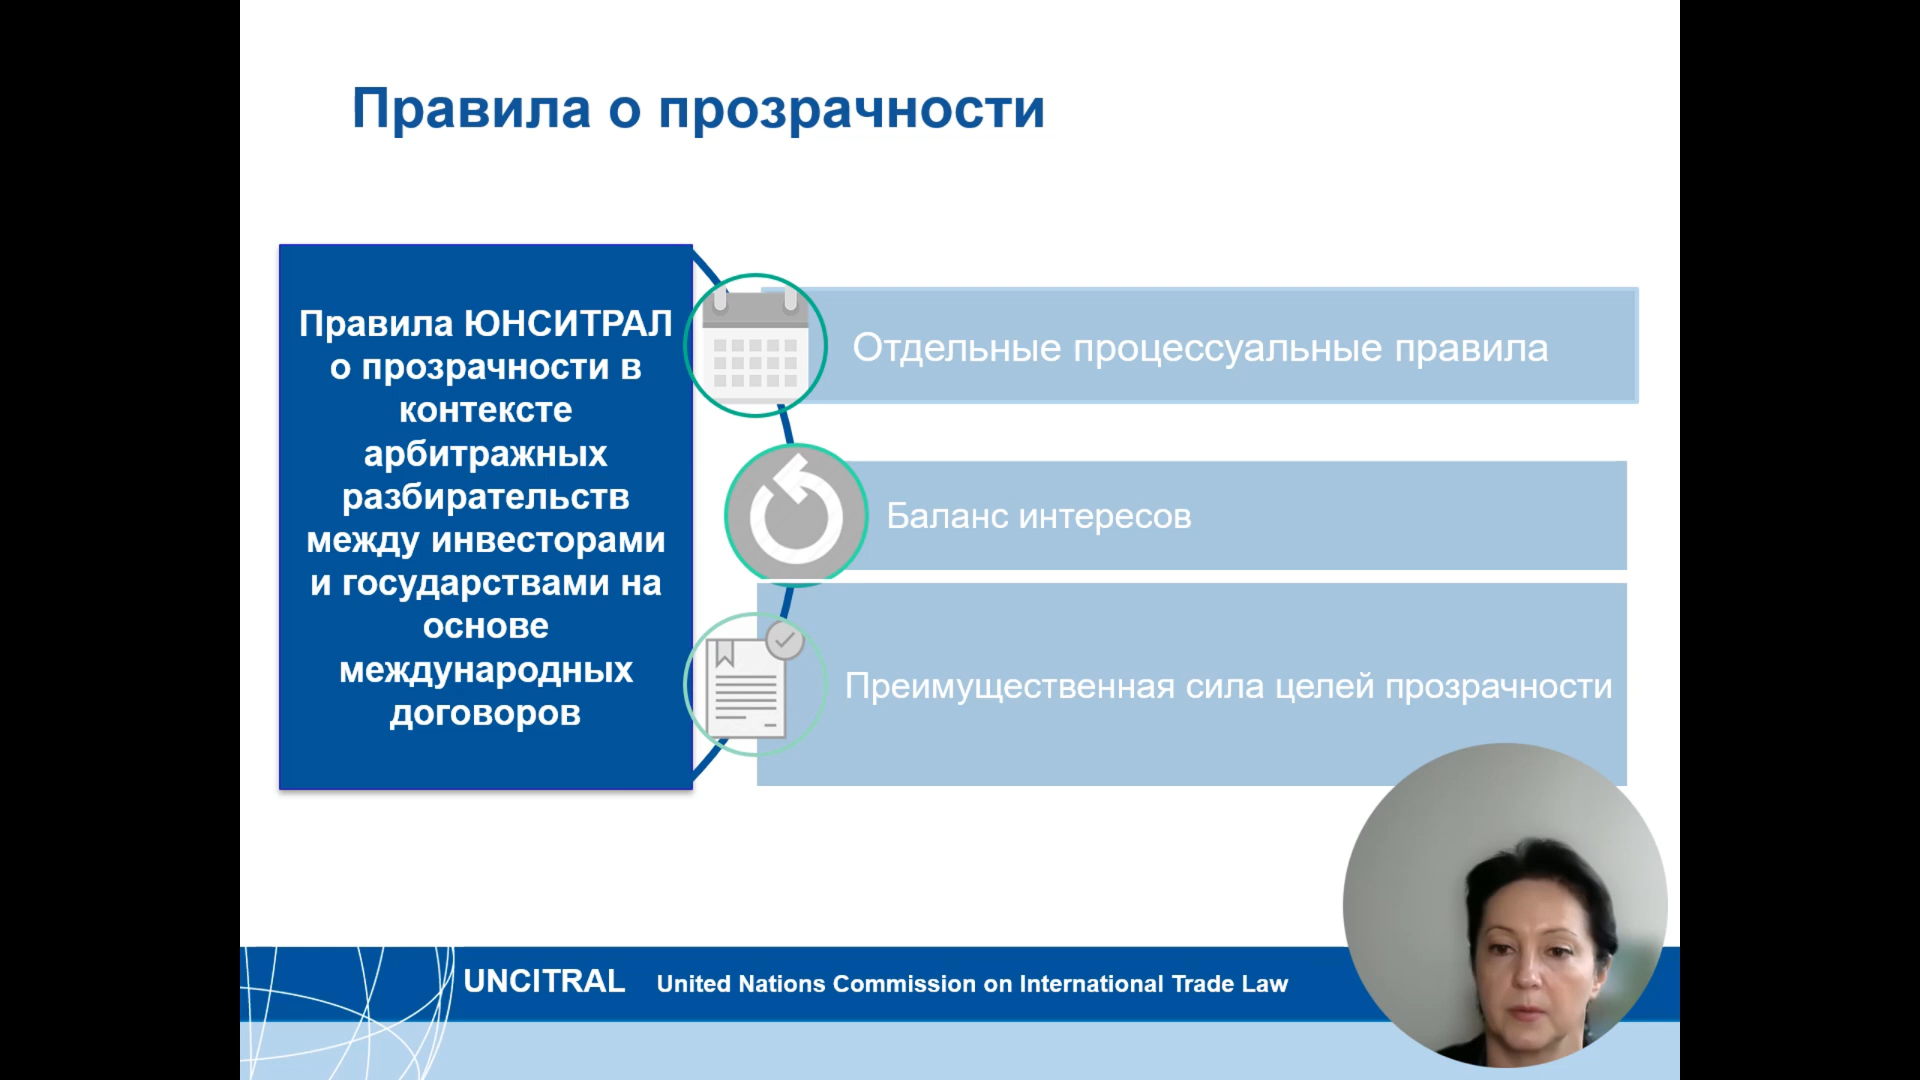 Правила о прозрачности
Правила ЮНСИТРАЛ
о прозрачности в
контексте
арбитражных
разбирательств
между инвесторами
и государствами на
основе
международных
договоров
Отдельные процессуальные правила
Баланс интересов
Преимущественная сила целей прозрачности
UNCITRAL United Nations Commission on International Trade Law